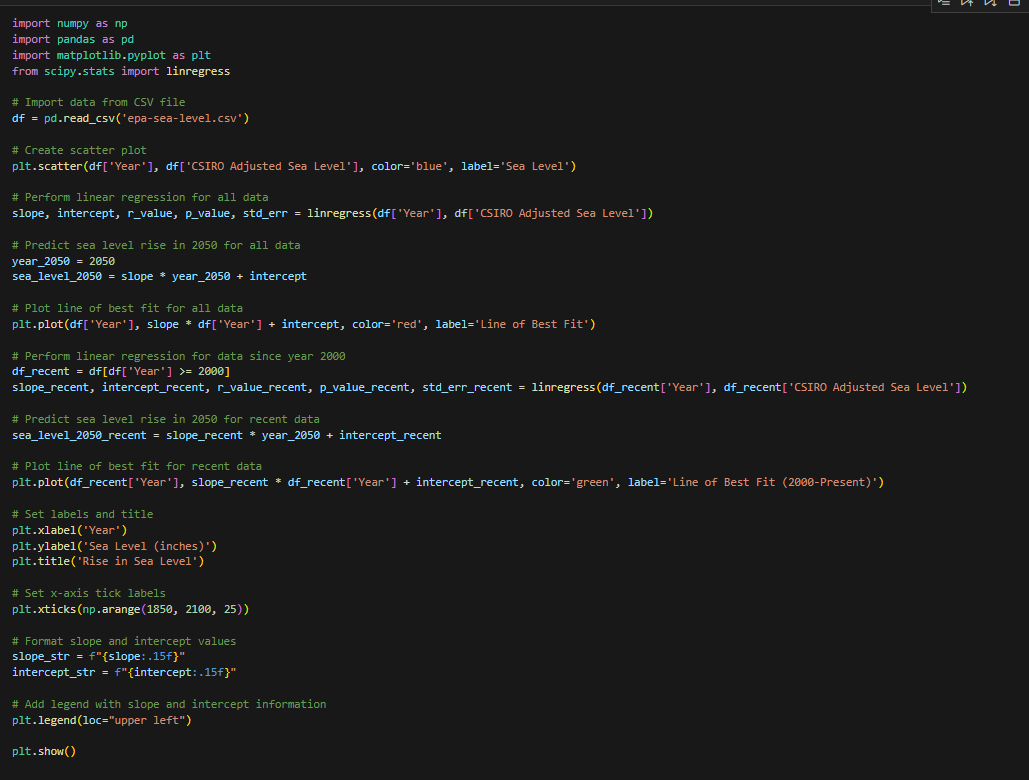 import numpy as np
import pandas as pd
import matplotlib.pyplot as plt
from scipy.stats import linregress
# Import data from CSV file
df = pd.read_csv('epa-sea-level.csv')
# Create scatter plot
plt.scatter(df['Year'], df['CSIRO Adjusted Sea Level'], color='blue', label='Sea Level')
# Perform linear regression for all data
slope, intercept, r_value, p_value, std_err = linregress(df['Year'], df['CSIRO Adjusted Sea Level'])
# Predict sea level rise in 2050 for all data
year_2050 = 2050
sea_level_2050 = slope * year_2050 + intercept
# Plot line of best fit for all data
plt.plot(df['Year'], slope * df['Year'] + intercept, color='red', label='Line of Best Fit')
# Perform linear regression for data since year 2000
df_recent = df[df['Year'] >= 2000]
slope_recent, intercept_recent, r_value_recent, p_value_recent, std_err_recent = linregress(df_recent['Year'], df_recent['CSIRO Adjusted Sea Level'])
# Predict sea level rise in 2050 for recent data
sea_level_2050_recent = slope_recent * year_2050 + intercept_recent
# Plot line of best fit for recent data
plt.plot(df_recent['Year'], slope_recent * df_recent['Year'] + intercept_recent, color='green', label='Line of Best Fit (2000-Present)')
# Set labels and title
plt.xlabel('Year')
plt.ylabel('Sea Level (inches)')
plt.title('Rise in Sea Level')
# Set x-axis tick labels
plt.xticks(np.arange(1850, 2100, 25))
# Format slope and intercept values
slope_str = f"{slope:.15f}"
intercept_str = f"{intercept:.15f}"
# Add legend with slope and intercept information
plt.legend(loc="upper left")
plt.show()